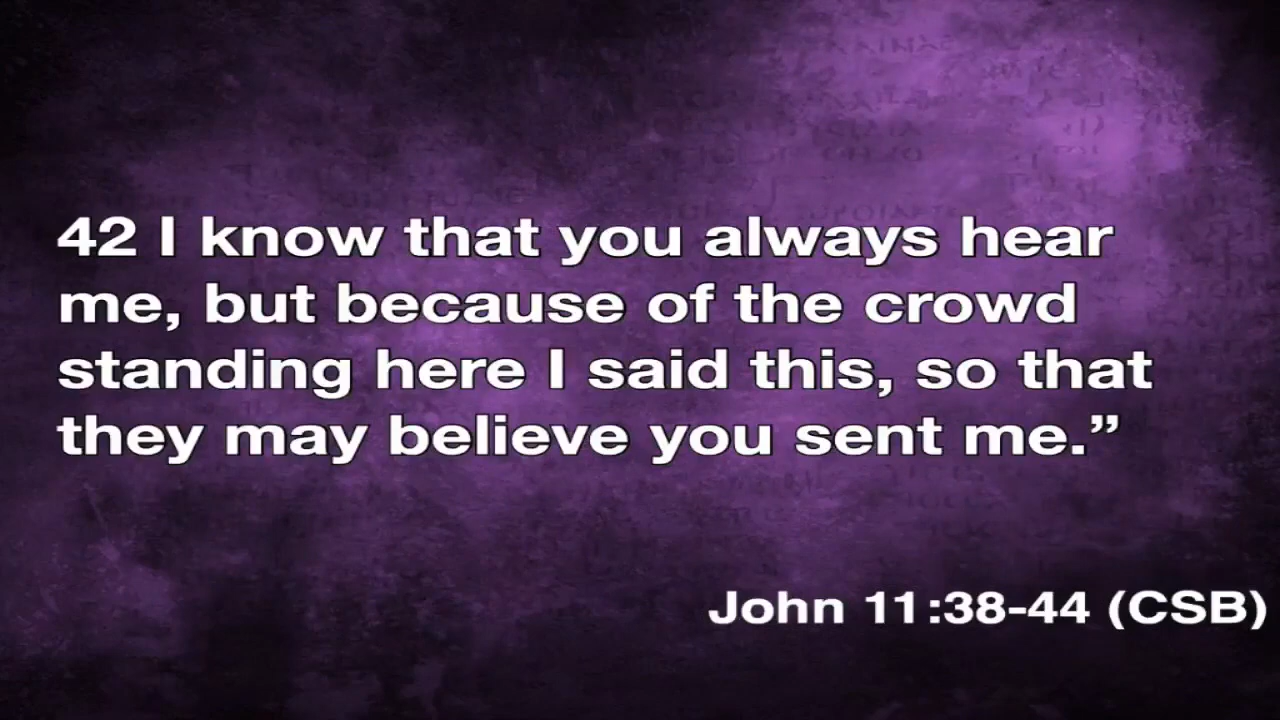 42 I know that you always hear
me, but because of the crowd
standing here I said this, so that
they may believe you sent me.”
John 11:38-44 (CSB)